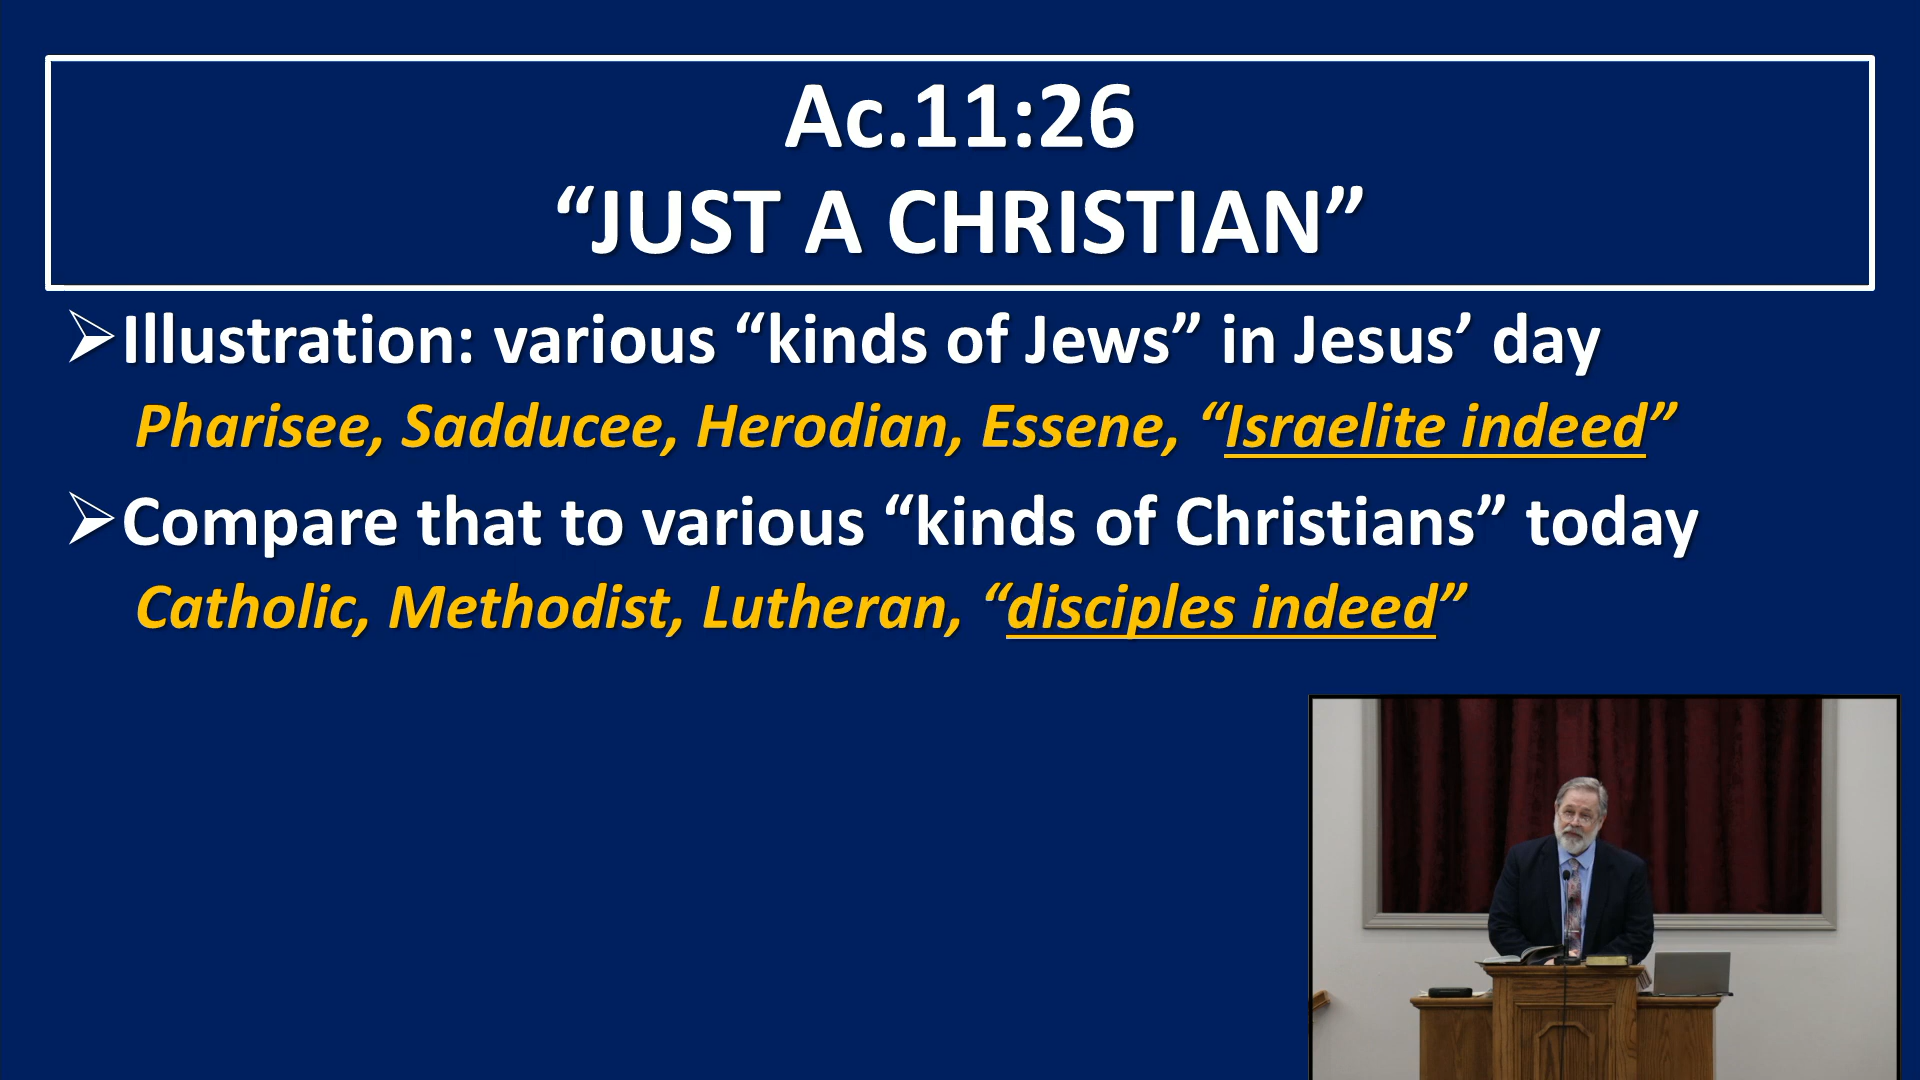 Ac.11:26
“JUST A CHRISTIAN”
Illustration: various “kinds of Jews” in Jesus’ day
Pharisee, Sadducee, Herodian, Essene, “Israelite indeed”
Compare that to various “kinds of Christians” today
Catholic, Methodist, Lutheran, “disciples indeed”